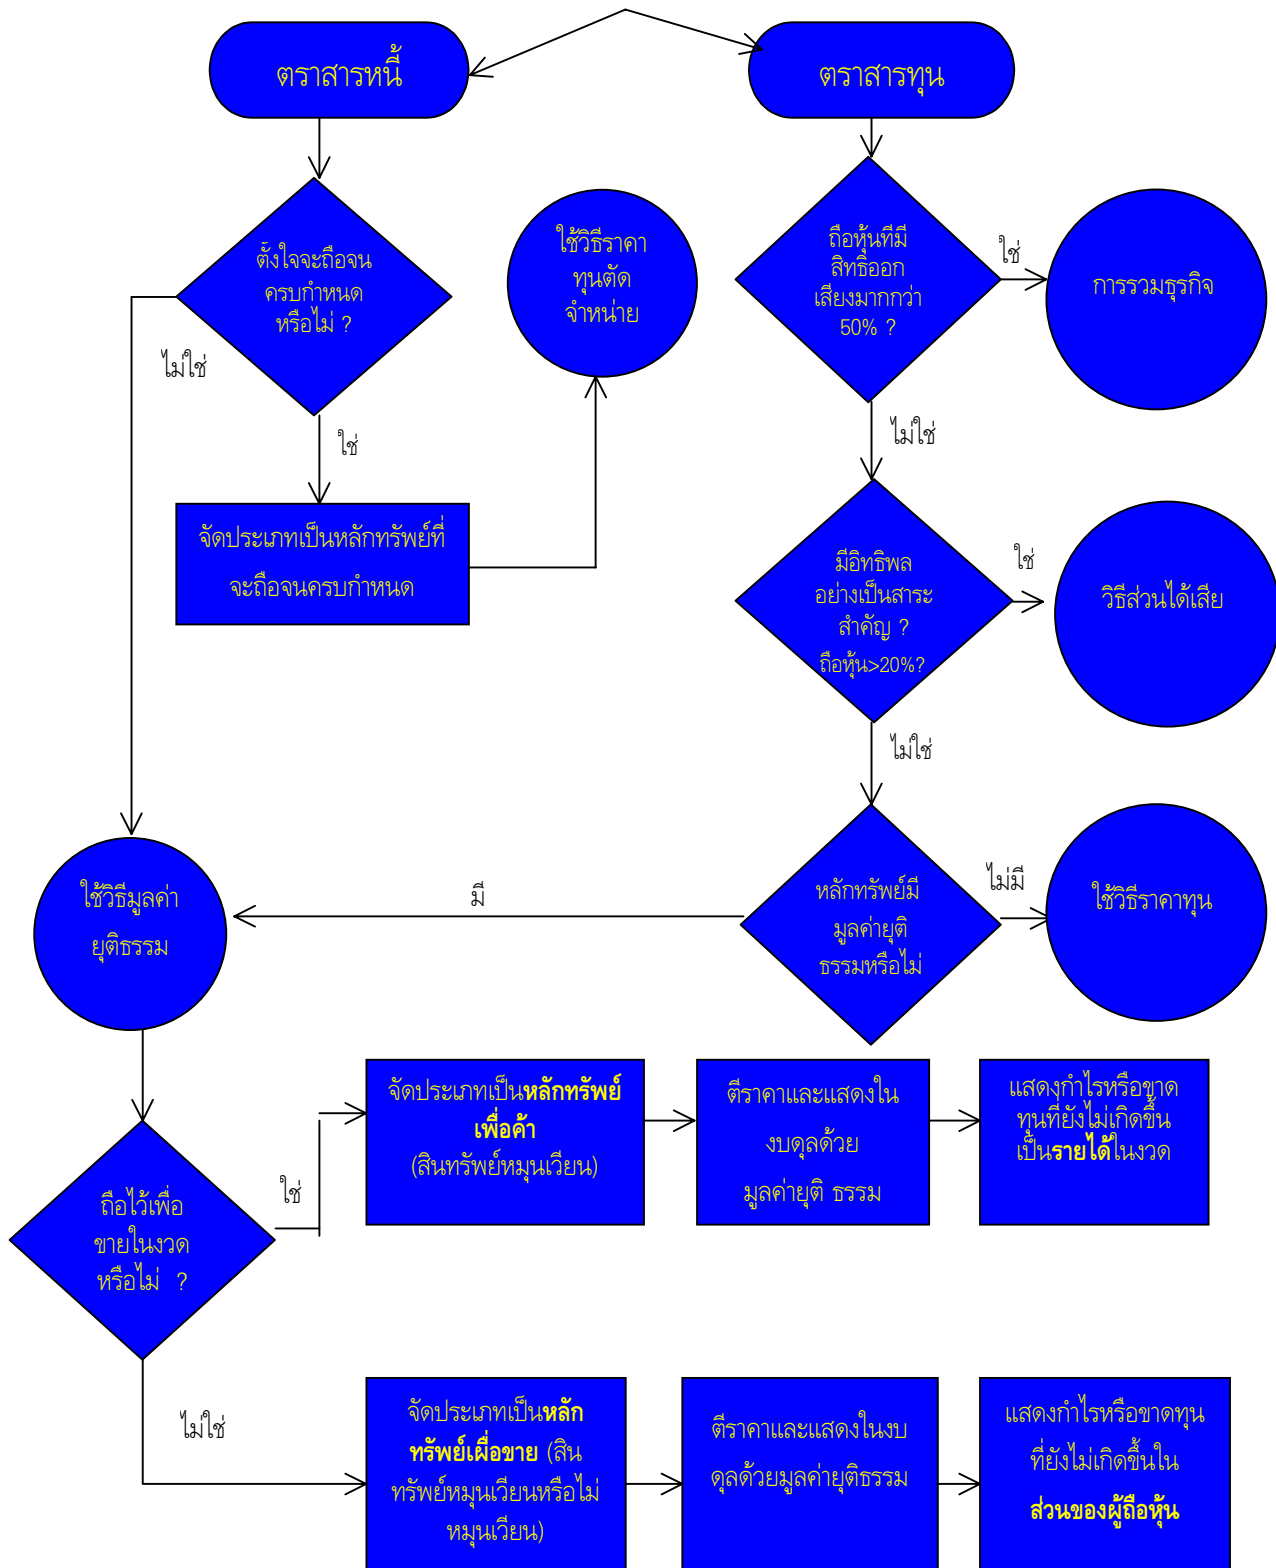 ตราสารหนี้
ตราสารทุน
ตั้งใจจะถือจน
ครบกำหนด
หรือไม่ ?
ใช้วิธีราคา
ทุนตัด
จำหน่าย
ถือหุ้นที่มี
สิทธิ์ออก
เสียงมากกว่า
50% ?
ใช่
การรวมธุรกิจ
ไม่ใช่
ใช่
ไม่ใช่
จัดประเภทเป็นหลักทรัพย์ที่
จะถือจนครบกำหนด
มีอิทธิพล
อย่างเป็นสาระ
สำคัญ ?
ถือหุ้น>20%?
ใช่
วิธีส่วนได้เสีย
ไม่ใช่
ใช้วิธีมูลค่า
ยุติธรรม
มี
หลักทรัพย์มี
มูลค่ายุติ
ธรรมหรือไม่
ไม่มี
ใช้วิธีราคาทุน
ถือไว้เพื่อ
ขายในงวด
หรือไม่ ?
ใช่
จัดประเภทเป็นหลักทรัพย์
เพื่อค้า
(สินทรัพย์หมุนเวียน)
ตีราคาและแสดงใน
งบดุลด้วย
มูลค่ายุติ ธรรม
แสดงกำไรหรือขาด
ทุนที่ยังไม่เกิดขึ้น
เป็นรายได้ในงวด
ไม่ใช่
จัดประเภทเป็นหลัก
ทรัพย์เผื่อขาย (สิน
ทรัพย์หมุนเวียนหรือไม่
หมุนเวียน)
ตีราคาและแสดงในงบ
ดุลด้วยมูลค่ายุติธรรม
แสดงกำไรหรือขาดทุน
ที่ยังไม่เกิดขึ้นใน
ส่วนของผู้ถือหุ้น